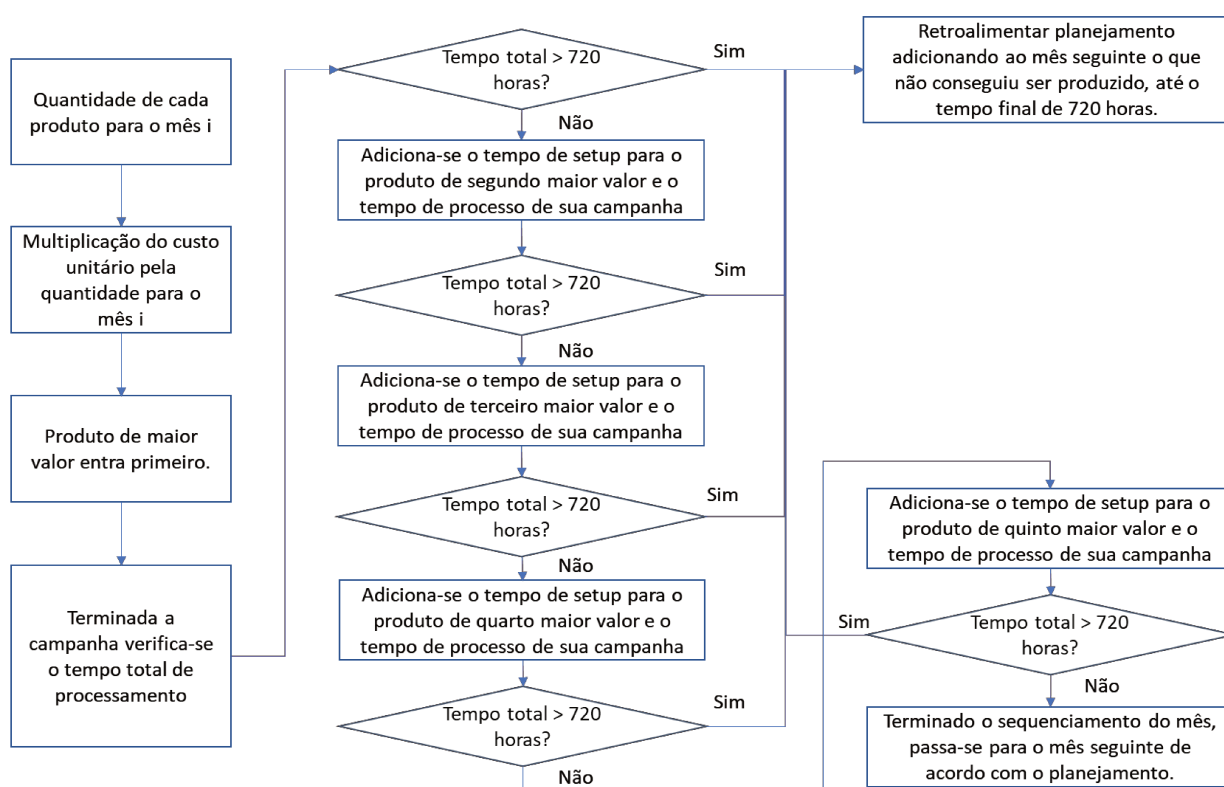 Quantidade de cada
produto para o mês i
Multiplicação do custo
unitário pela
quantidade para o
mês i
Produto de maior
valor entra primeiro.
Terminada a
campanha verifica-se
o tempo total de
processamento
Tempo total > 720
horas?
Sim
Não
Adiciona-se o tempo de setup para o
produto de segundo maior valor e o
tempo de processo de sua campanha
Tempo total > 720
horas?
Sim
Não
Adiciona-se o tempo de setup para o
produto de terceiro maior valor e o
tempo de processo de sua campanha
Tempo total > 720
horas?
Sim
Não
Adiciona-se o tempo de setup para o
produto de quarto maior valor e o
tempo de processo de sua campanha
Tempo total > 720
horas?
Sim
Não
Retroalimentar planejamento
adicionando ao mês seguinte o que
não conseguiu ser produzido, até o
tempo final de 720 horas.
Adiciona-se o tempo de setup para o
produto de quinto maior valor e o
tempo de processo de sua campanha
Sim
Tempo total > 720
horas?
Não
Terminado o sequenciamento do mês,
passa-se para o mês seguinte de
acordo com o planejamento.